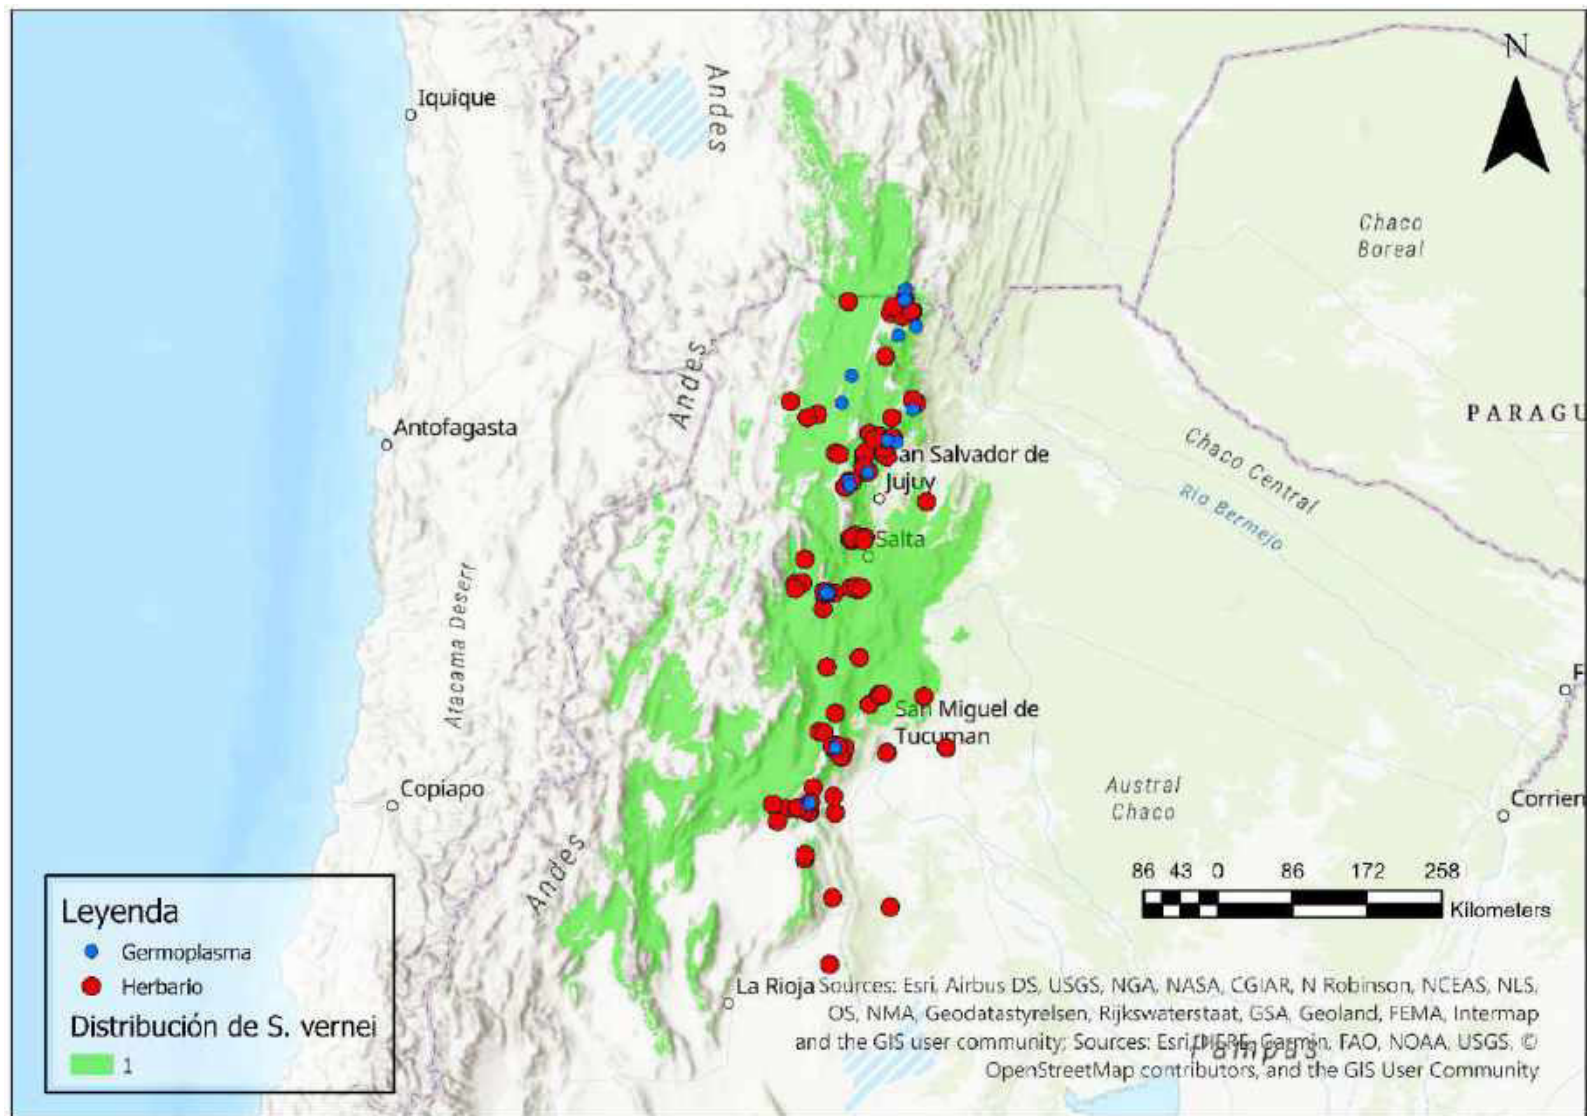 N
Iquique
Andes
Chaco
Boreal
Andes
Antofagasta
PARAGU
Chaco Central
Rio Bermejo
San Salvador de
Jujuy
Salta
Atacama Desert
San Miguel de
Tucuman
Copiapo
Austral
Chaco
Corrien
Andes
86 43 0 86 172 258
Kilometers
Leyenda
Germoplasma
Herbario
Distribución de S. vernei
1
La Rioja
Sources: Esri, Airbus DS, USGS, NGA, NASA, CGIAR, N Robinson, NCEAS, NLS,
OS, NMA, Geodatastyrelsen, Rijkswaterstaat, GSA, Geoland, FEMA, Intermap
and the GIS user community; Sources: Esri, HERE, Garmin, FAO, NOAA, USGS, ©
OpenStreetMap contributors, and the GIS User Community
Pampas